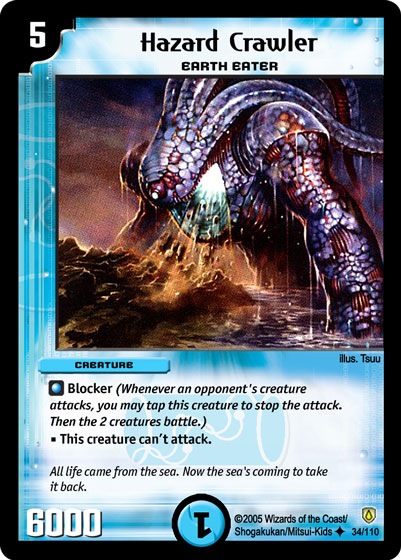 5
Hazard Crawler
EARTH EATER
illus. Tsuu
CREATURE
Blocker (Whenever an opponent's creature
attacks, you may tap this creature to stop the attack.
Then the 2 creatures battle.)
▪ This creature can't attack.
All life came from the sea. Now the sea's coming to take
it back.
6000
1
©2005 Wizards of the Coast/
Shogakukan/Mitsui-Kids ♦ 34/110